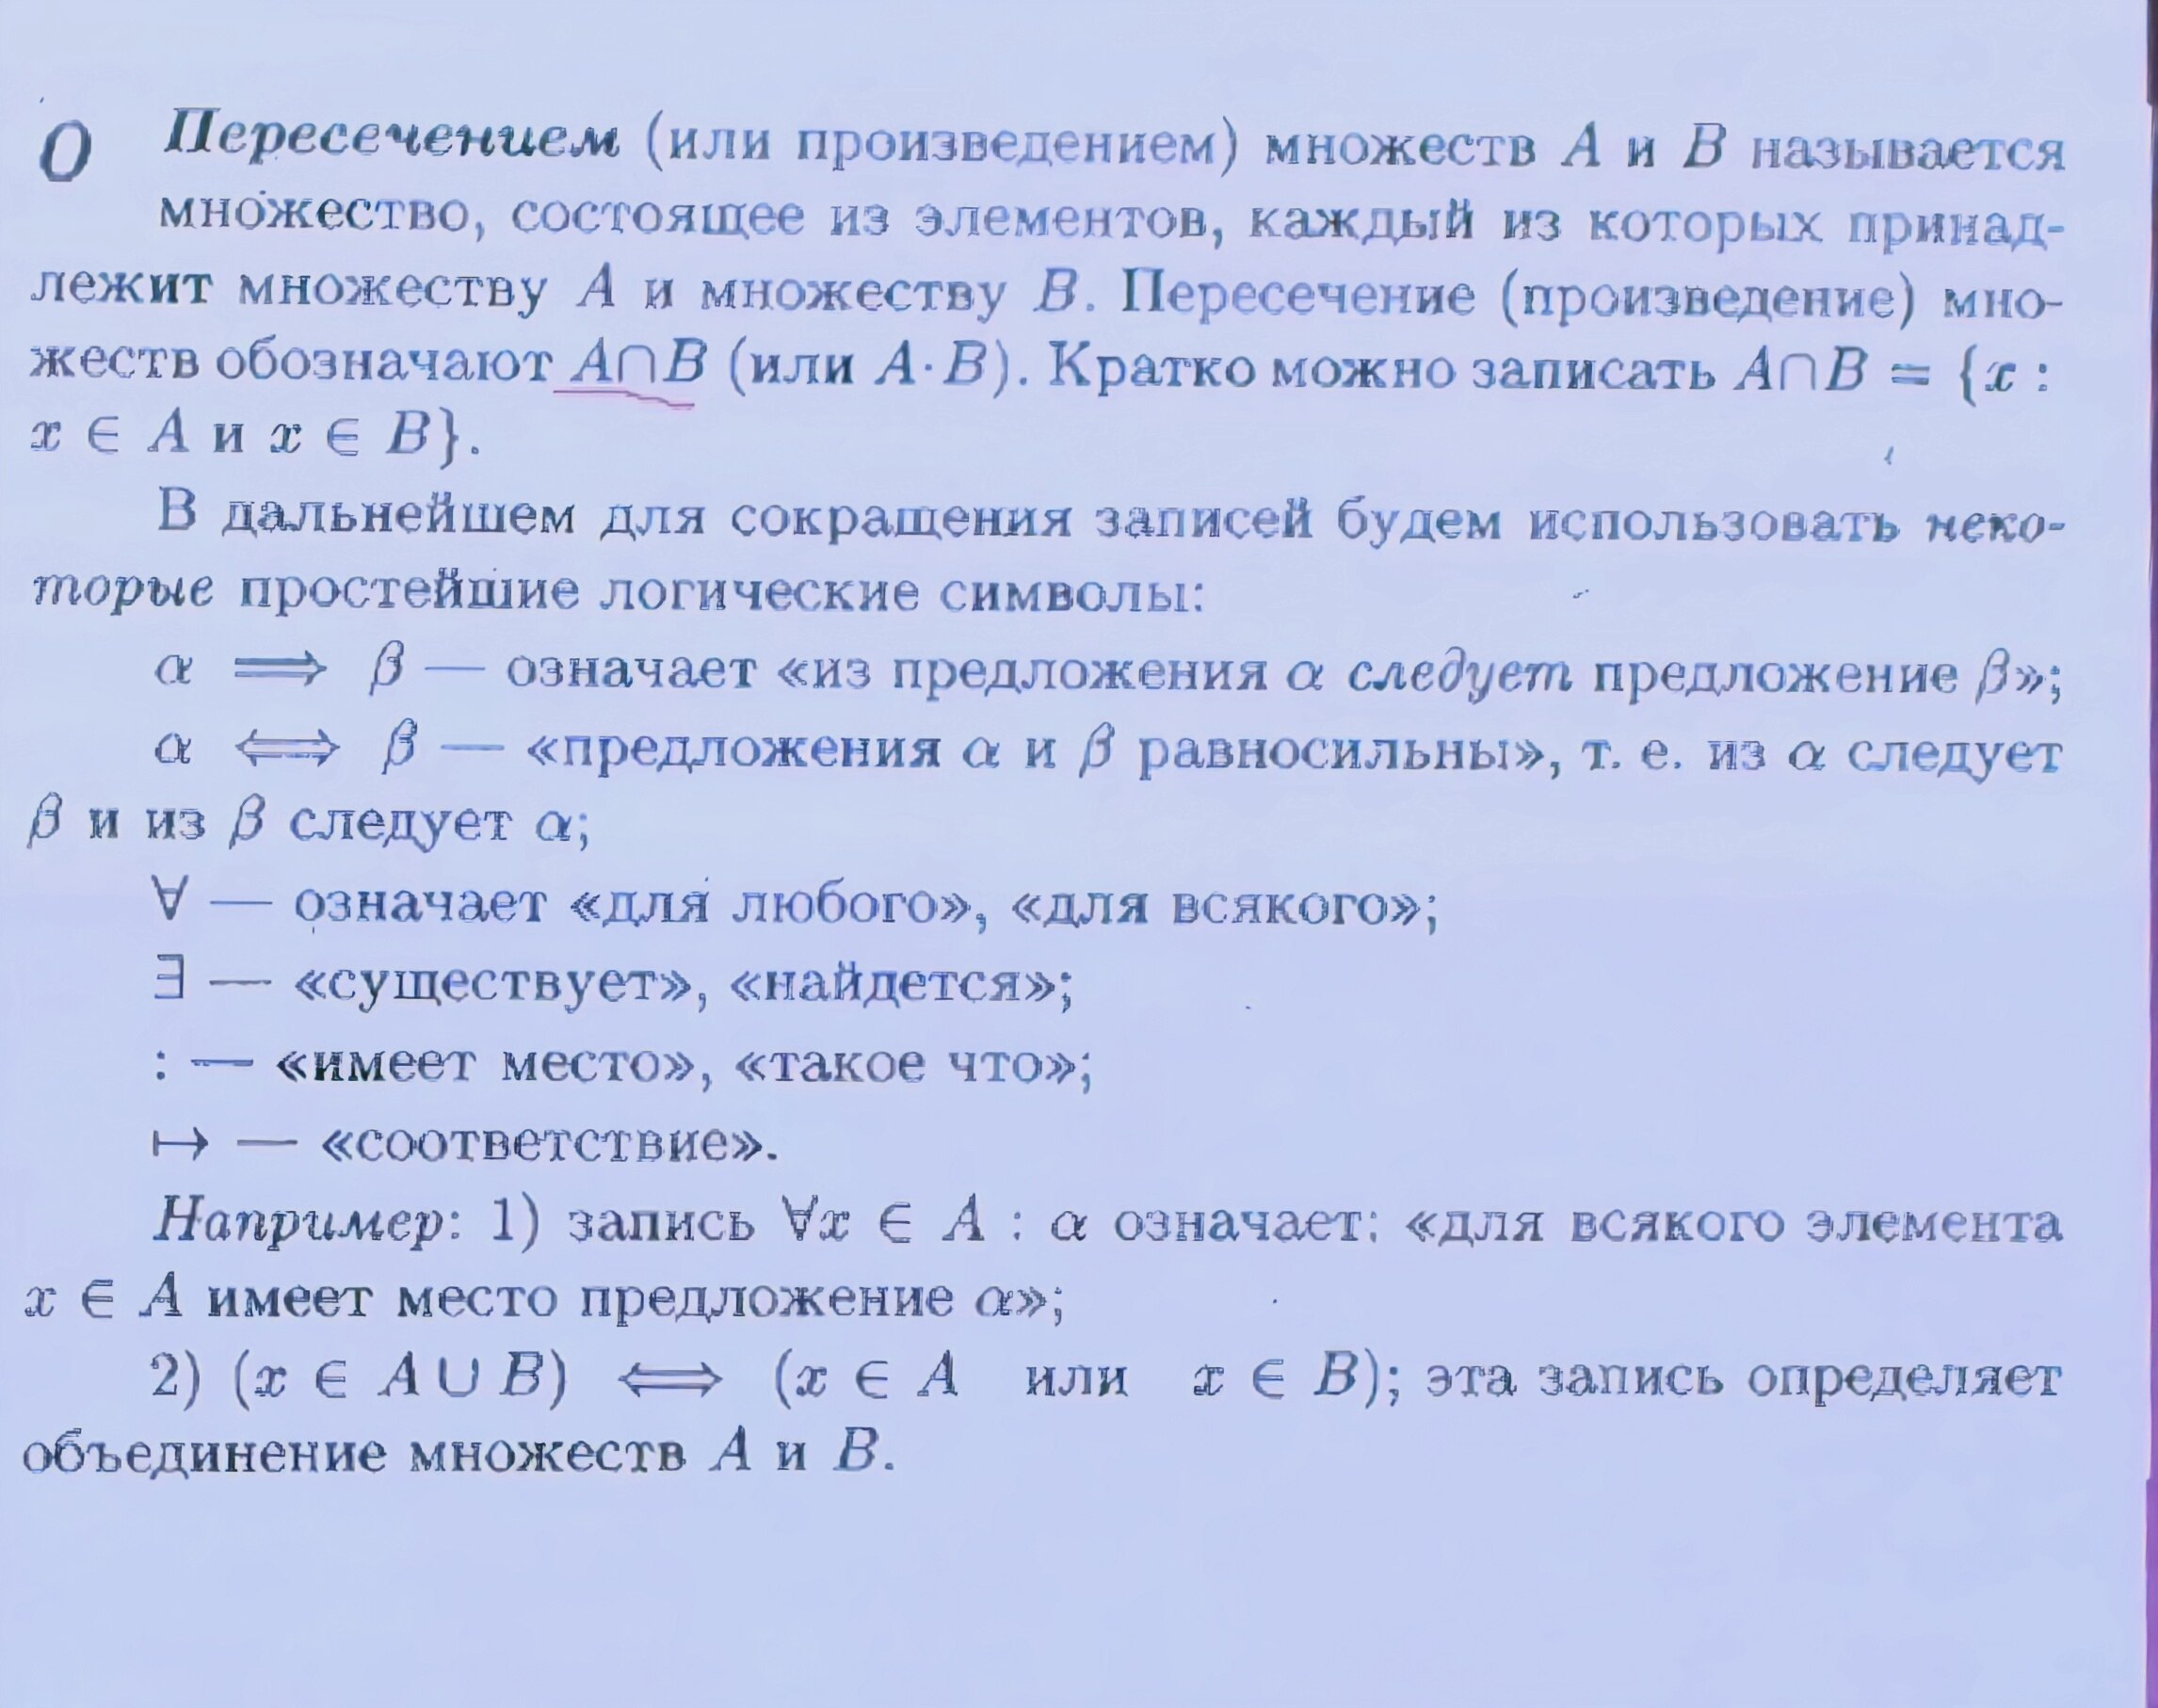 О Пересечением (или произведением) множеств A и B называется
множество, состоящее из элементов, каждый из которых принад-
лежит множеству A и множеству B. Пересечение (произведение) мно-
жеств обозначают A∩B (или A·B). Кратко можно записать A∩B = {x :
x ∈ A и x ∈ B}.
В дальнейшем для сокращения записей будем использовать неко-
торые простейшие логические символы:
α ⟹ β — означает «из предложения α следует предложение β»;
α ⟺ β — «предложения α и β равносильны», т. е. из α следует
β и из β следует α;
∀ — означает «для любого», «для всякого»;
∃ — «существует», «найдется»;
: — «имеет место», «такое что»;
↦ — «соответствие».
Например: 1) запись ∀x ∈ A : α означает: «для всякого элемента
x ∈ A имеет место предложение α»;
2) (x ∈ A ∪ B) ⟺ (x ∈ A или x ∈ B); эта запись определяет
объединение множеств A и B.